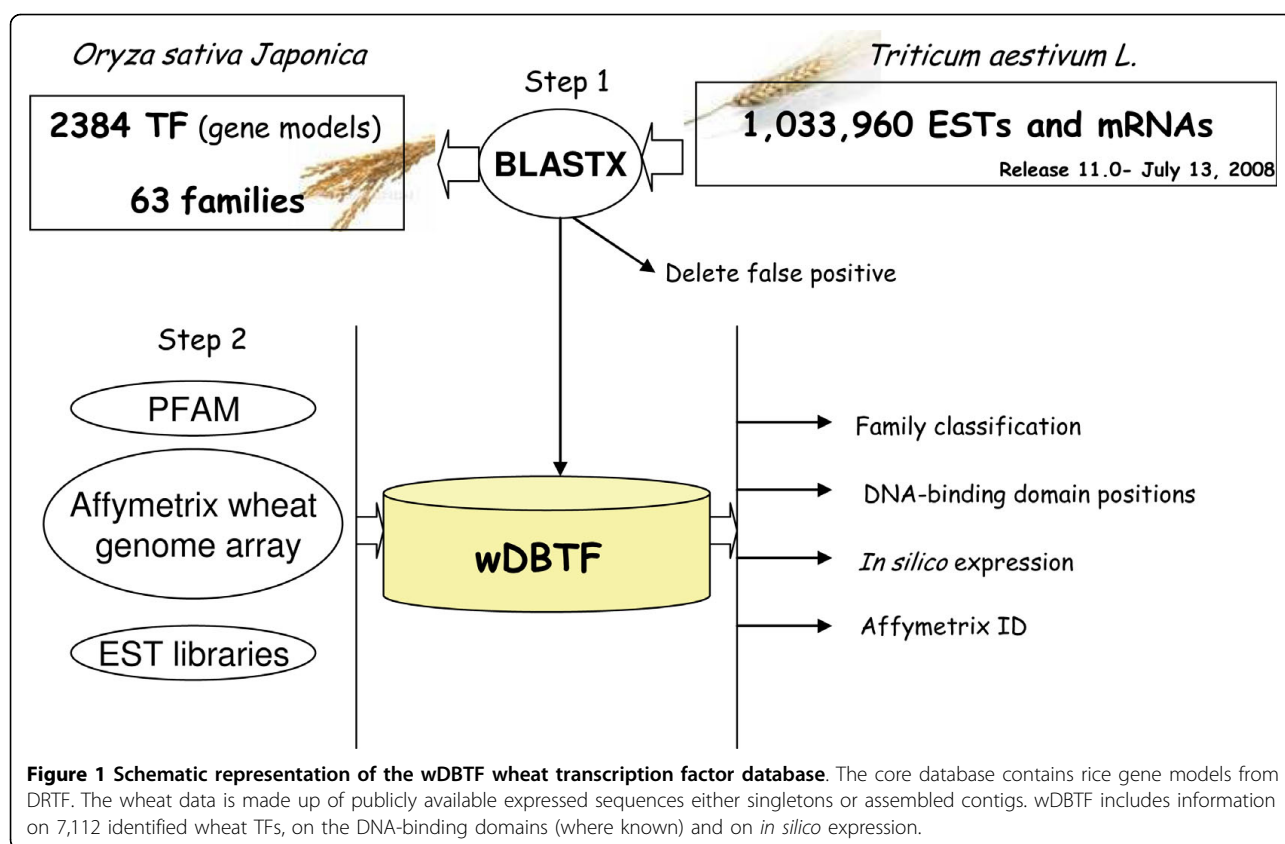 Oryza sativa Japonica
Triticum aestivum L.
Step 1
2384 TF (gene models)
63 families
BLASTX
1,033,960 ESTs and mRNAs
Release 11.0- July 13, 2008
Delete false positive
Step 2
PFAM
Affymetrix wheat
genome array
EST libraries
wDBTF
Family classification
DNA-binding domain positions
In silico expression
Affymetrix ID
Figure 1 Schematic representation of the wDBTF wheat transcription factor database. The core database contains rice gene models from
DRTF. The wheat data is made up of publicly available expressed sequences either singletons or assembled contigs. wDBTF includes information
on 7,112 identified wheat TFs, on the DNA-binding domains (where known) and on in silico expression.